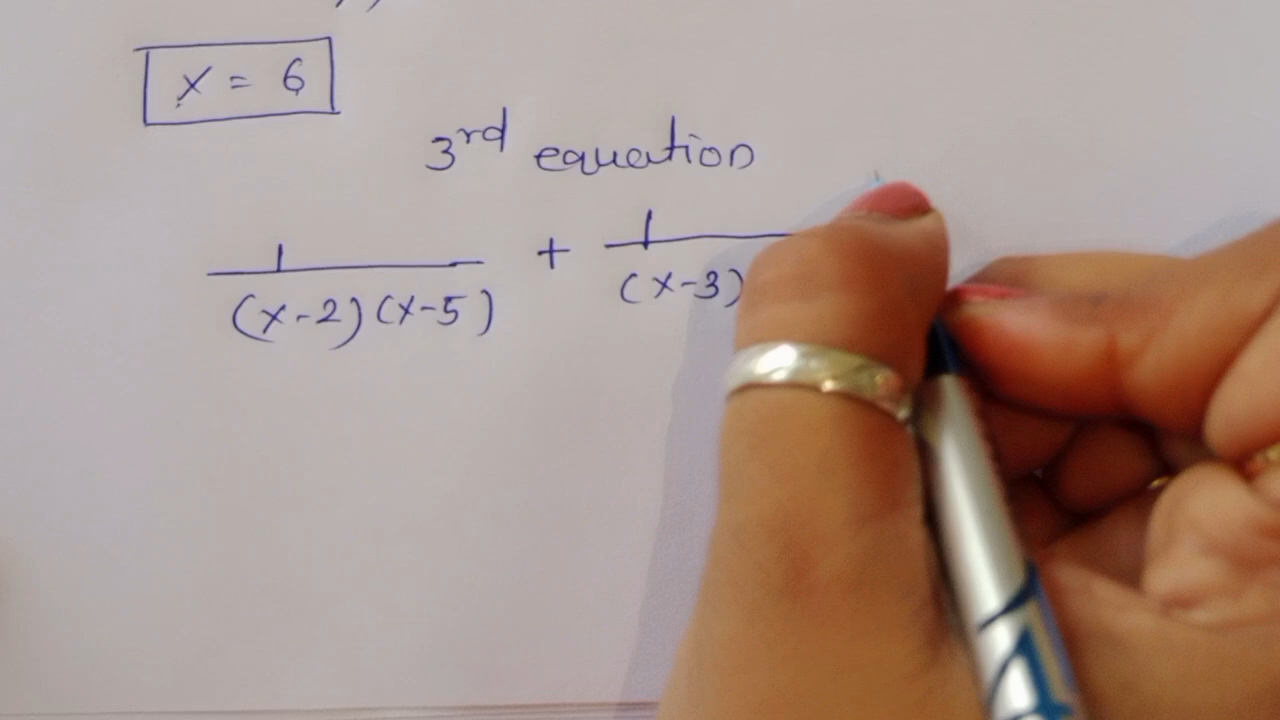 x = 6
3rd equation
1 + 1
(x-2)(x-5) (x-3)